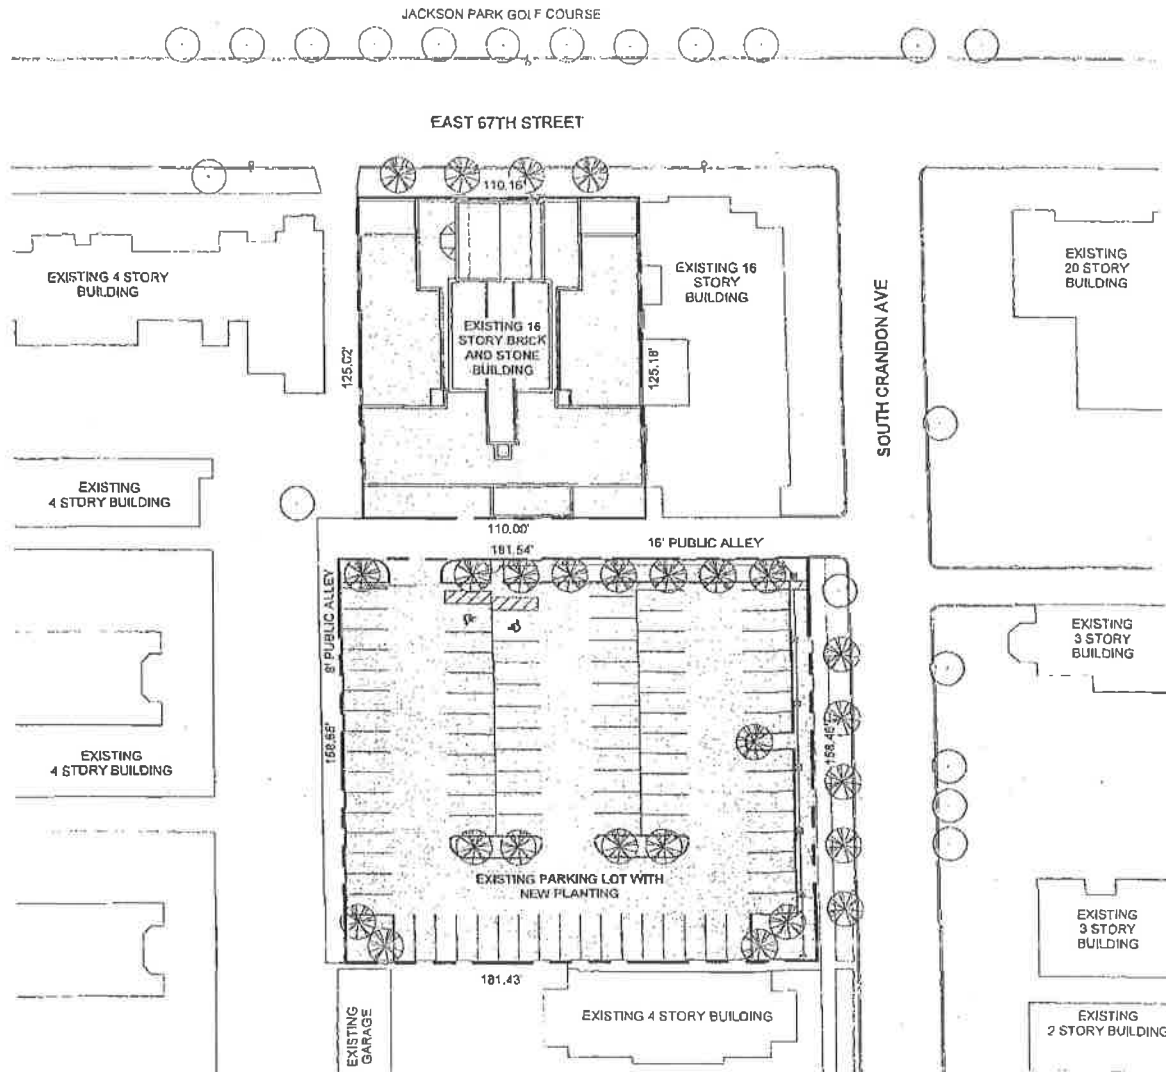 JACKSON PARK GOLF COURSE
EAST 67TH STREET
110.16'
EXISTING 4 STORY
BUILDING
EXISTING 16
STORY BRICK
AND STONE
BUILDING
EXISTING 16
STORY
BUILDING
EXISTING
20 STORY
BUILDING
125.02'
125.18'
SOUTH CRANDON AVE
EXISTING
4 STORY BUILDING
110.00'
181.54'
16' PUBLIC ALLEY
8' PUBLIC ALLEY
EXISTING
3 STORY
BUILDING
158.65'
158.46'
EXISTING
4 STORY BUILDING
EXISTING PARKING LOT WITH
NEW PLANTING
EXISTING
3 STORY
BUILDING
181.43'
EXISTING
GARAGE
EXISTING 4 STORY BUILDING
EXISTING
2 STORY BUILDING